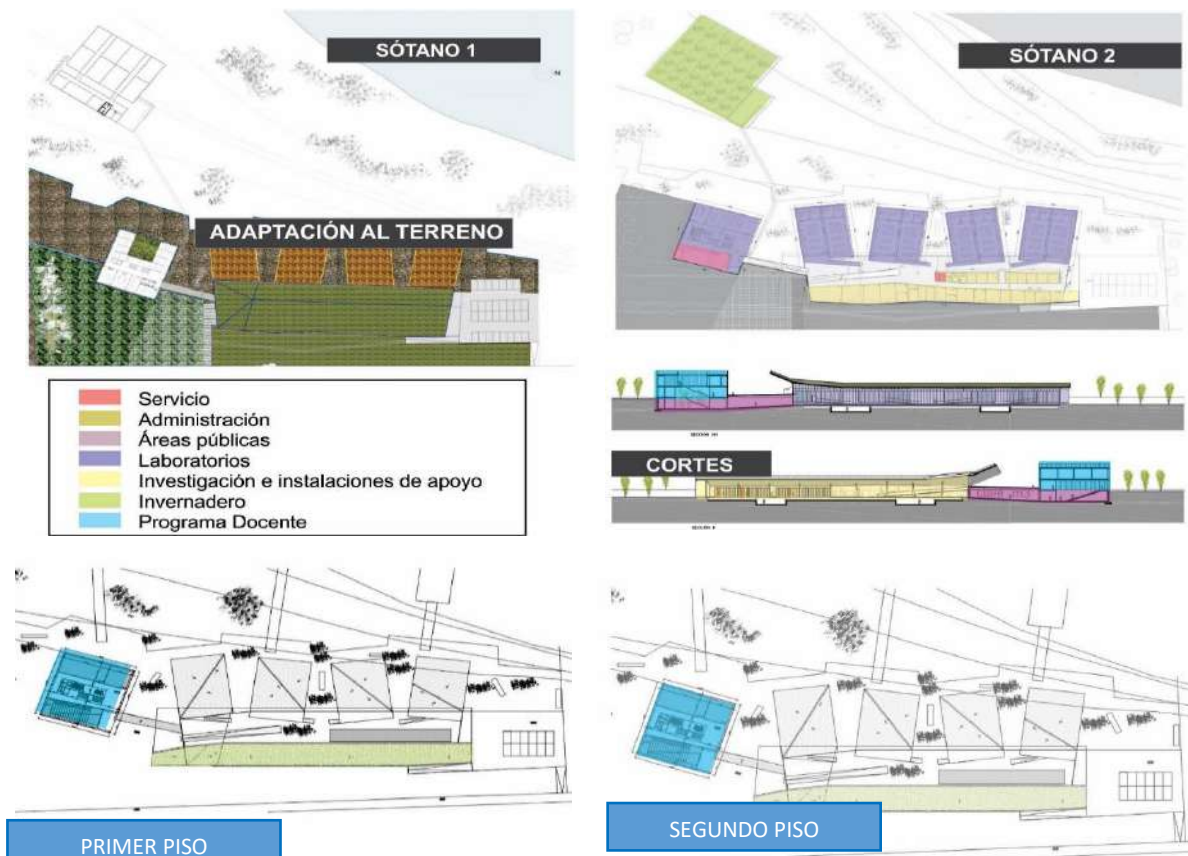 SÓTANO 1
N
SÓTANO 2
ADAPTACIÓN AL TERRENO
Servicio
Administración
Áreas públicas
Laboratorios
Investigación e instalaciones de apoyo
Invernadero
Programa Docente
CORTES
PRIMER PISO
SEGUNDO PISO